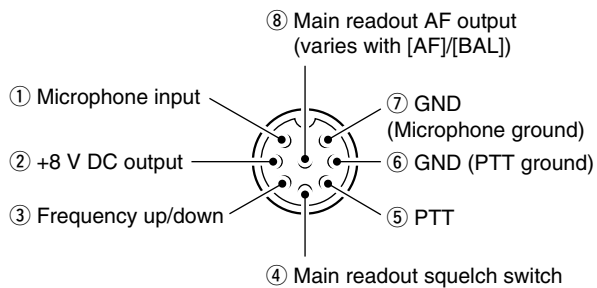 ⑧ Main readout AF output
(varies with [AF]/[BAL])
① Microphone input
⑦ GND
(Microphone ground)
② +8 V DC output
⑥ GND (PTT ground)
③ Frequency up/down
⑤ PTT
④ Main readout squelch switch